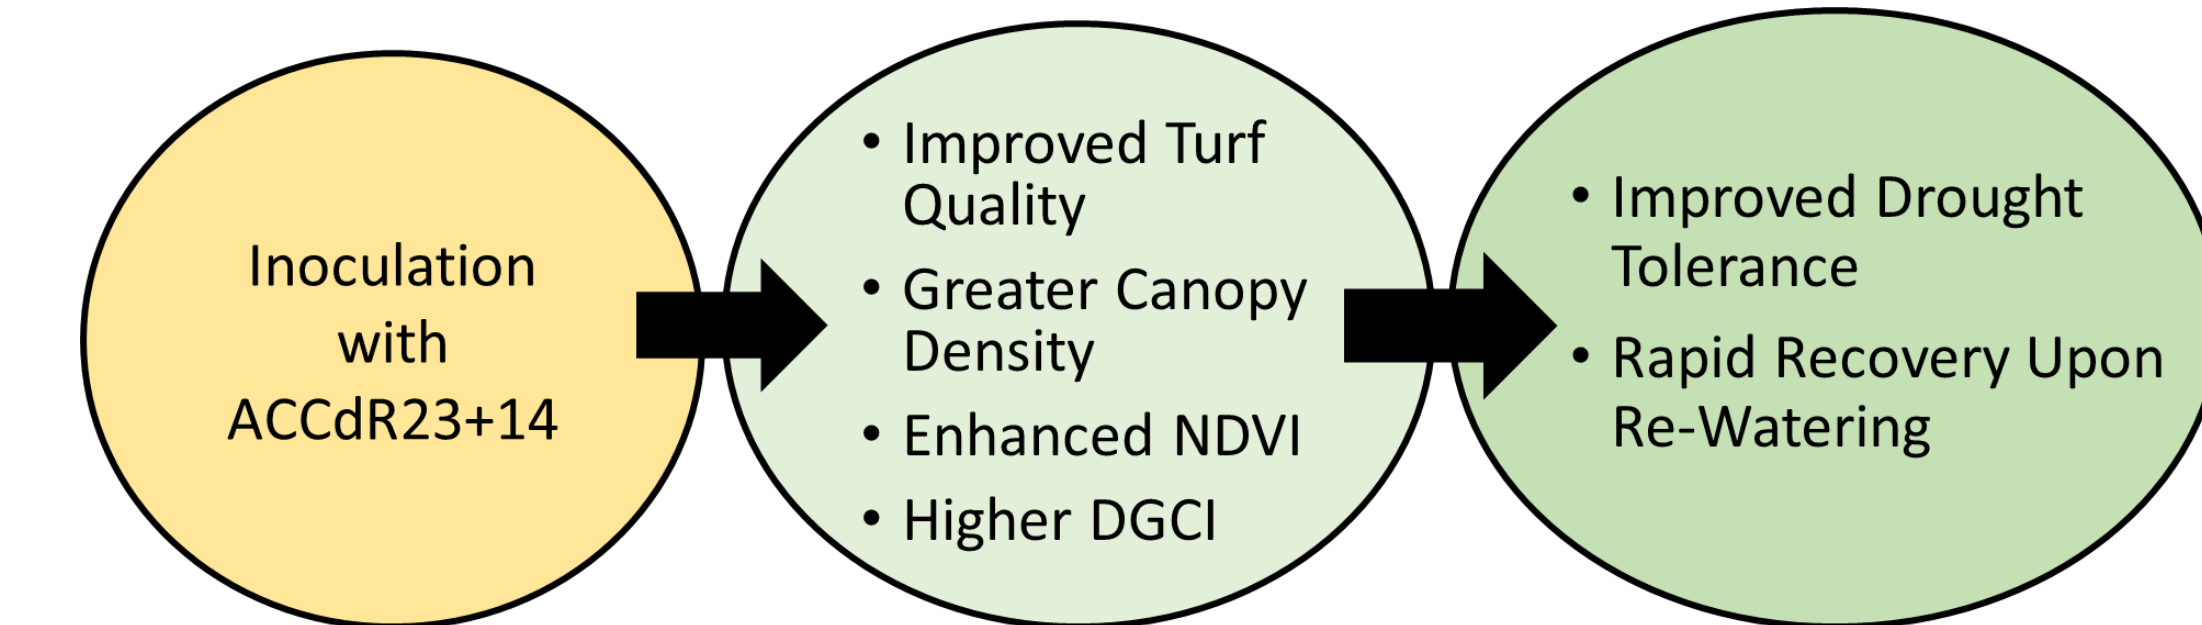 Inoculation
with
ACCdR23+14
• Improved Turf
Quality
• Greater Canopy
Density
• Enhanced NDVI
• Higher DGCI
• Improved Drought
Tolerance
• Rapid Recovery Upon
Re-Watering